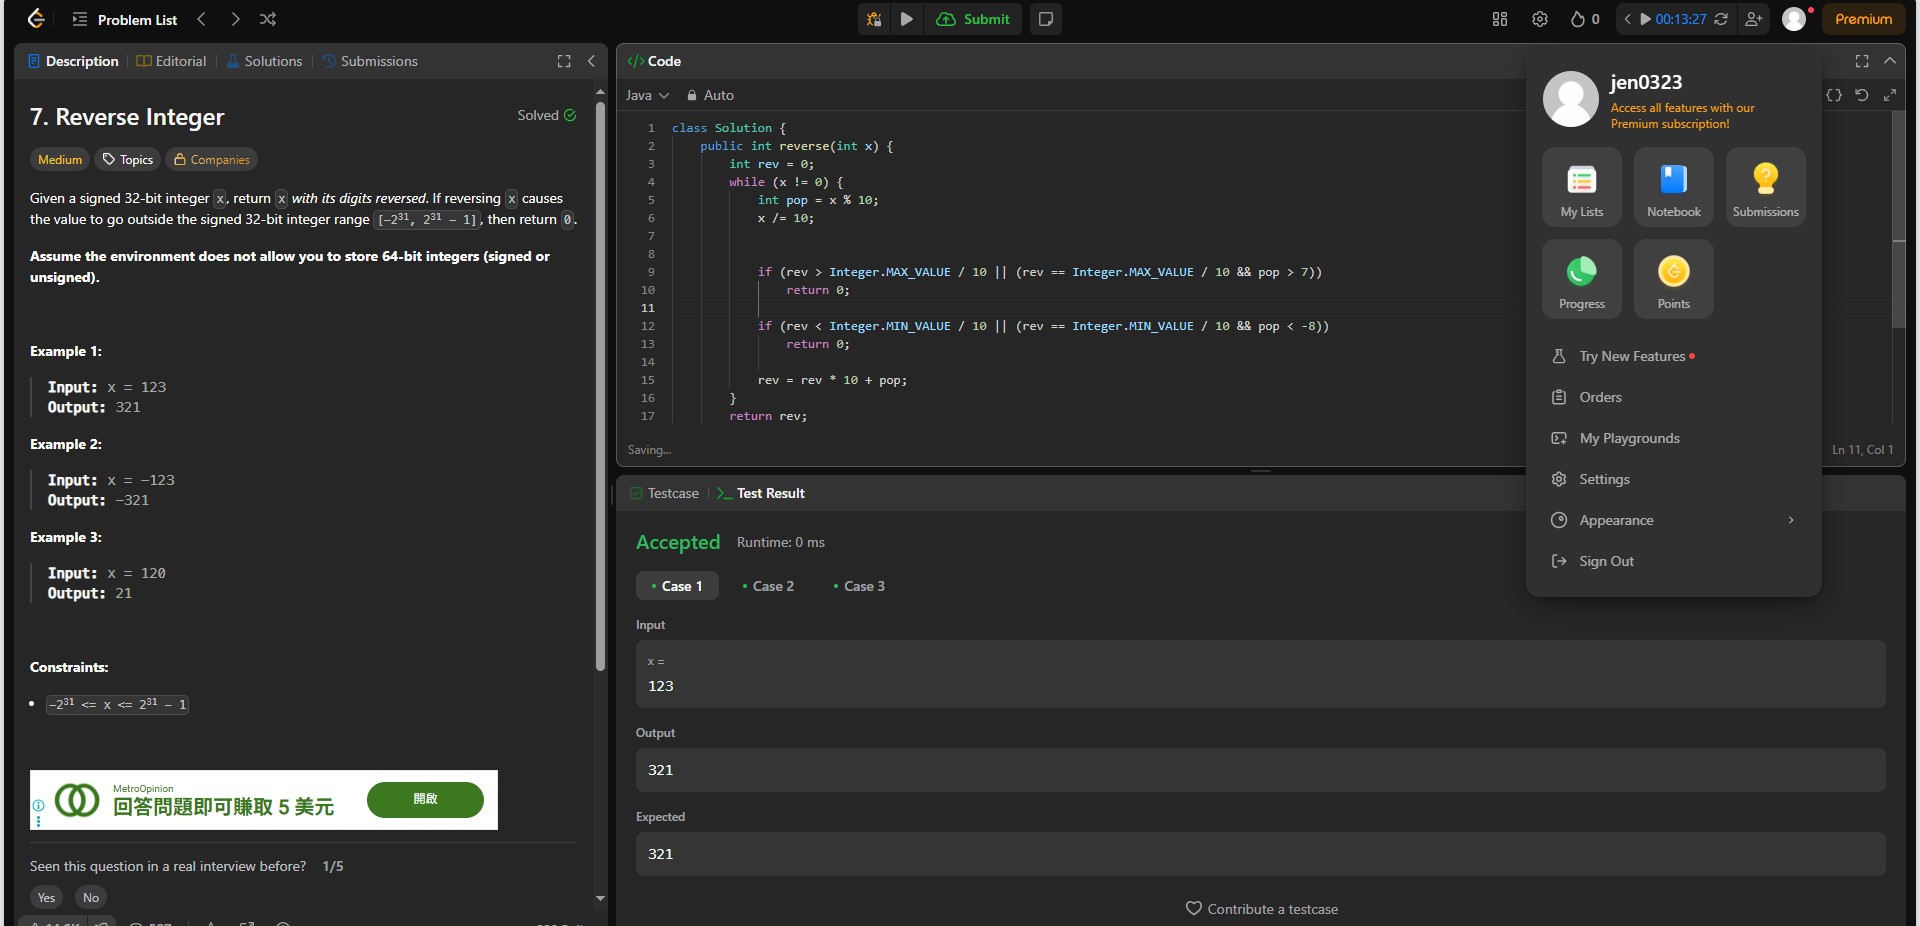 Problem List
Submit
0
00:13:27
Premium
Description
Editorial
Solutions
Submissions
7. Reverse Integer
Solved
Medium
Topics
Companies
Given a signed 32-bit integer x, return x with its digits reversed. If reversing x causes
the value to go outside the signed 32-bit integer range [-2³¹, 2³¹ - 1], then return 0.
Assume the environment does not allow you to store 64-bit integers (signed or
unsigned).
Example 1:
Input: x = 123
Output: 321
Example 2:
Input: x = -123
Output: -321
Example 3:
Input: x = 120
Output: 21
Constraints:
-2³¹ <= x <= 2³¹ - 1
MetroOpinion
回答問題即可賺取 5 美元
開啟
Seen this question in a real interview before? 1/5
Yes
No
Code
Java
Auto
1 class Solution {
2 public int reverse(int x) {
3 int rev = 0;
4 while (x != 0) {
5 int pop = x % 10;
6 x /= 10;
7
8
9 if (rev > Integer.MAX_VALUE / 10 || (rev == Integer.MAX_VALUE / 10 && pop > 7))
10 return 0;
11
12 if (rev < Integer.MIN_VALUE / 10 || (rev == Integer.MIN_VALUE / 10 && pop < -8))
13 return 0;
14
15 rev = rev * 10 + pop;
16 }
17 return rev;
Saving...
Ln 11, Col 1
Testcase
Test Result
Accepted
Runtime: 0 ms
Case 1
Case 2
Case 3
Input
x =
123
Output
321
Expected
321
Contribute a testcase
jen0323
Access all features with our
Premium subscription!
My Lists
Notebook
Submissions
Progress
Points
Try New Features
Orders
My Playgrounds
Settings
Appearance
Sign Out